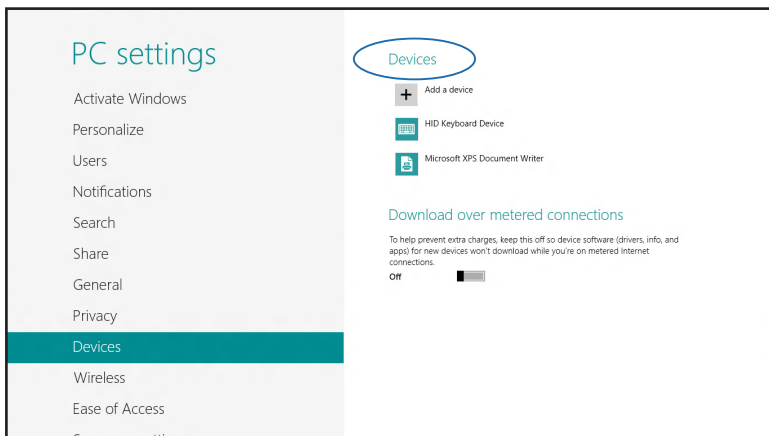 PC settings
Activate Windows
Personalize
Users
Notifications
Search
Share
General
Privacy
Devices
Wireless
Ease of Access
Devices
Add a device
HID Keyboard Device
Microsoft XPS Document Writer
Download over metered connections
To help prevent extra charges, keep this off so device software (drivers, info, and
apps) for new devices won't download while you're on metered Internet
connections.
Off